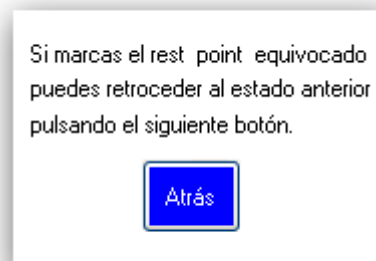 Si marcas el rest point equivocado
puedes retroceder al estado anterior
pulsando el siguiente botón.
Atrás